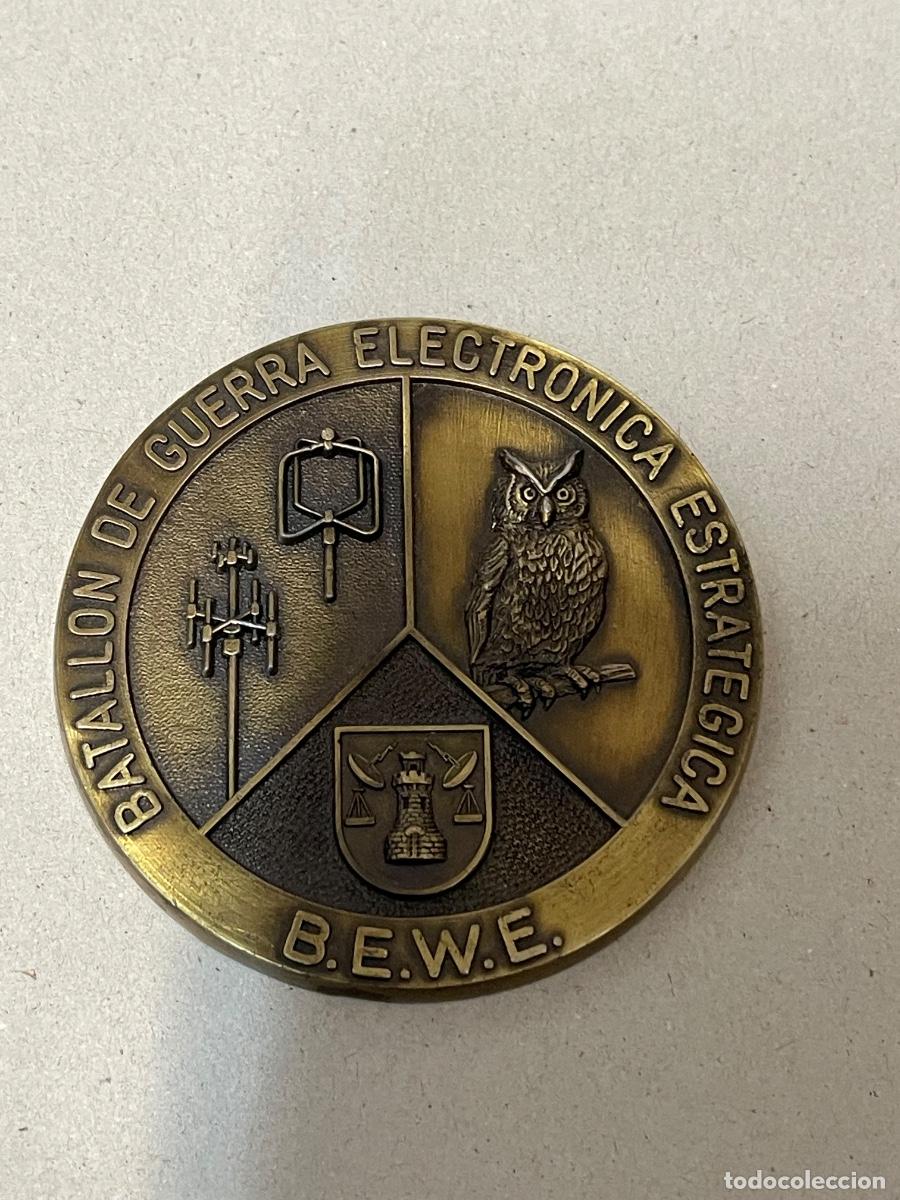 BATALLON DE GUERRA ELECTRONICA ESTRATEGICA
B.E.W.E.
todocoleccion